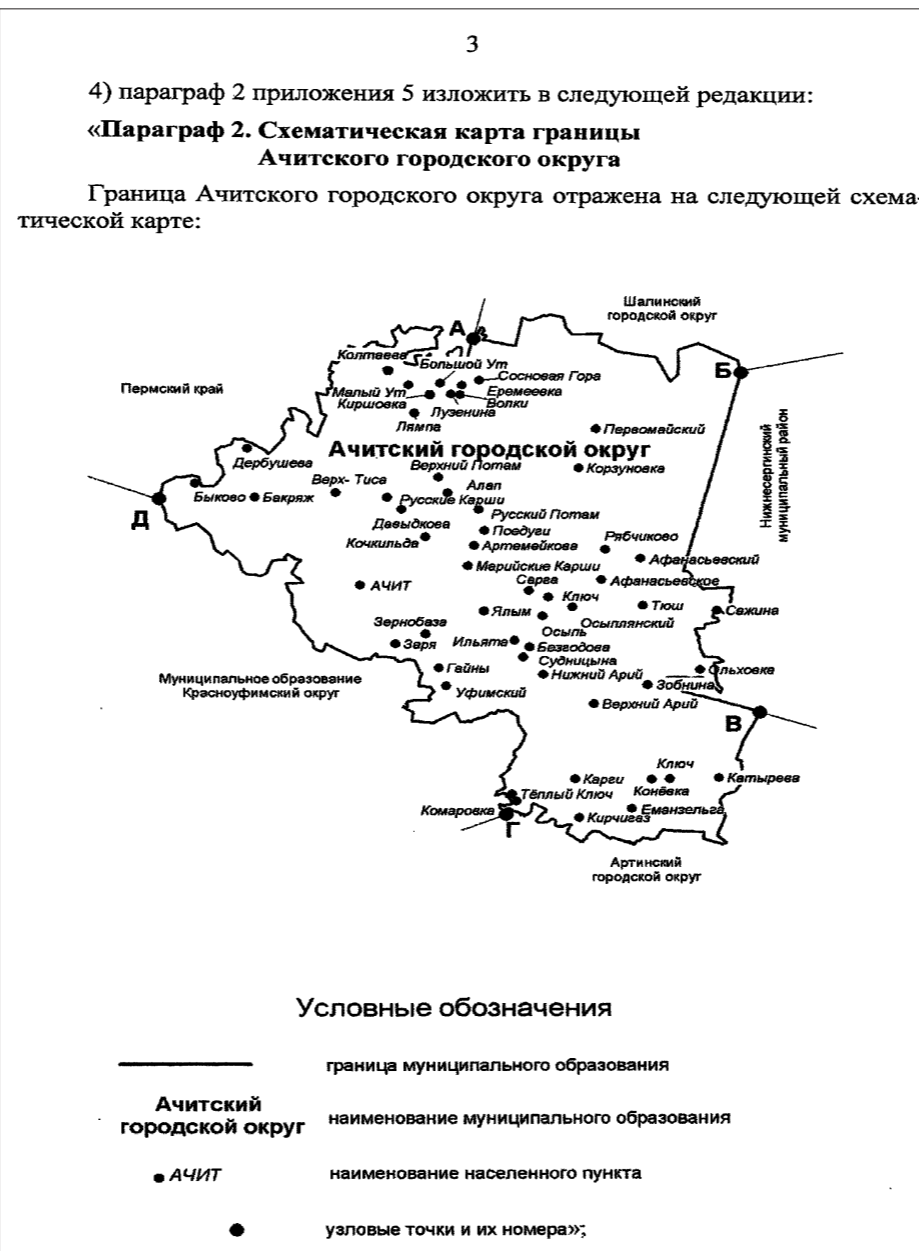 3
4) параграф 2 приложения 5 изложить в следующей редакции:
«Параграф 2. Схематическая карта границы
Ачитского городского округа
Граница Ачитского городского округа отражена на следующей схема-
тической карте:
Шалинский
городской округ
А
Колтаева
Большой Ут
Сосновая Гора
Б
Пермский край
Малый Ут
Еремеевка
Киршовка
Волки
Лузенина
Лямпа
Первомайский
Нижнесергинский
муниципальный район
Ачитский городской округ
Дербушева
Верхний Потам
Корзуновка
Верх- Тиса
Алап
Быково
Бакряж
Русские Карши
Д
Давыдкова
Русский Потам
Поедуги
Рябчиково
Кочкильда
Артемейкова
Афанасьевский
Марийские Карши
Сарга
Афанасьевское
АЧИТ
Ключ
Ялым
Тюш
Сажина
Зернобаза
Осыплянский
Заря
Ильята
Осыпь
Безгодова
Судницына
Гайны
Ольховка
Муниципальное образование
Красноуфимский округ
Нижний Арий
Уфимский
Зобнина
Верхний Арий
В
Ключ
Карги
Катырева
Тёплый Ключ
Конёвка
Комаровка
Еманзельга
Кирчигаз
Г
Артинский
городской округ
Условные обозначения
граница муниципального образования
Ачитский
городской округ
наименование муниципального образования
АЧИТ
наименование населенного пункта
узловые точки и их номера»;